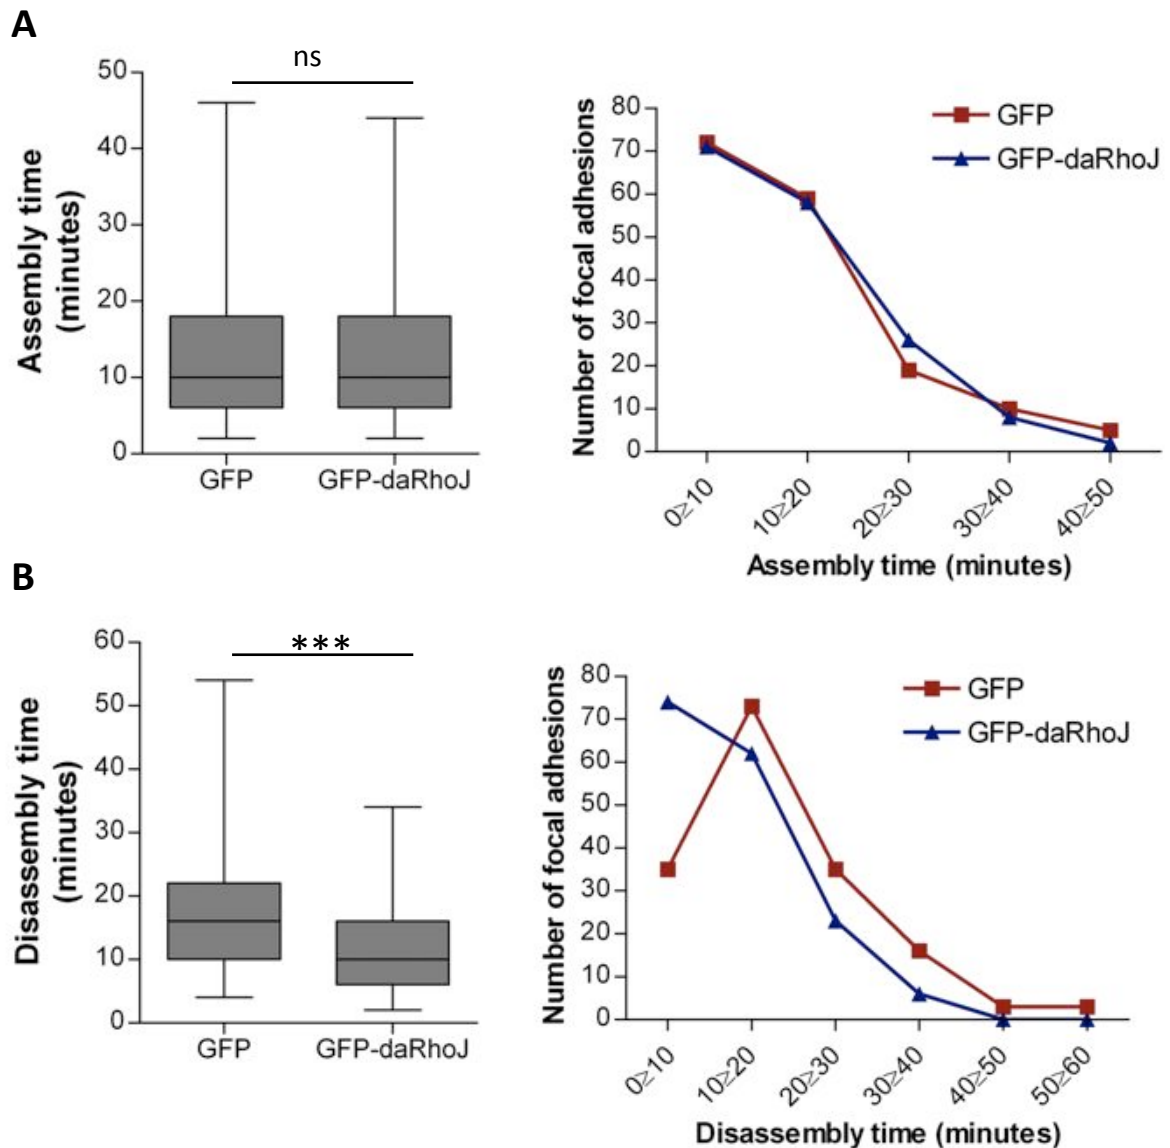 A
ns
Assembly time
(minutes)
50
40
30
20
10
0
GFP
GFP-daRhoJ
Number of focal adhesions
80
70
60
50
40
30
20
10
0
GFP
GFP-daRhoJ
0≥10
10≥20
20≥30
30≥40
40≥50
Assembly time (minutes)
B
***
Disassembly time
(minutes)
60
50
40
30
20
10
0
GFP
GFP-daRhoJ
Number of focal adhesions
80
70
60
50
40
30
20
10
0
GFP
GFP-daRhoJ
0≥10
10≥20
20≥30
30≥40
40≥50
50≥60
Disassembly time (minutes)